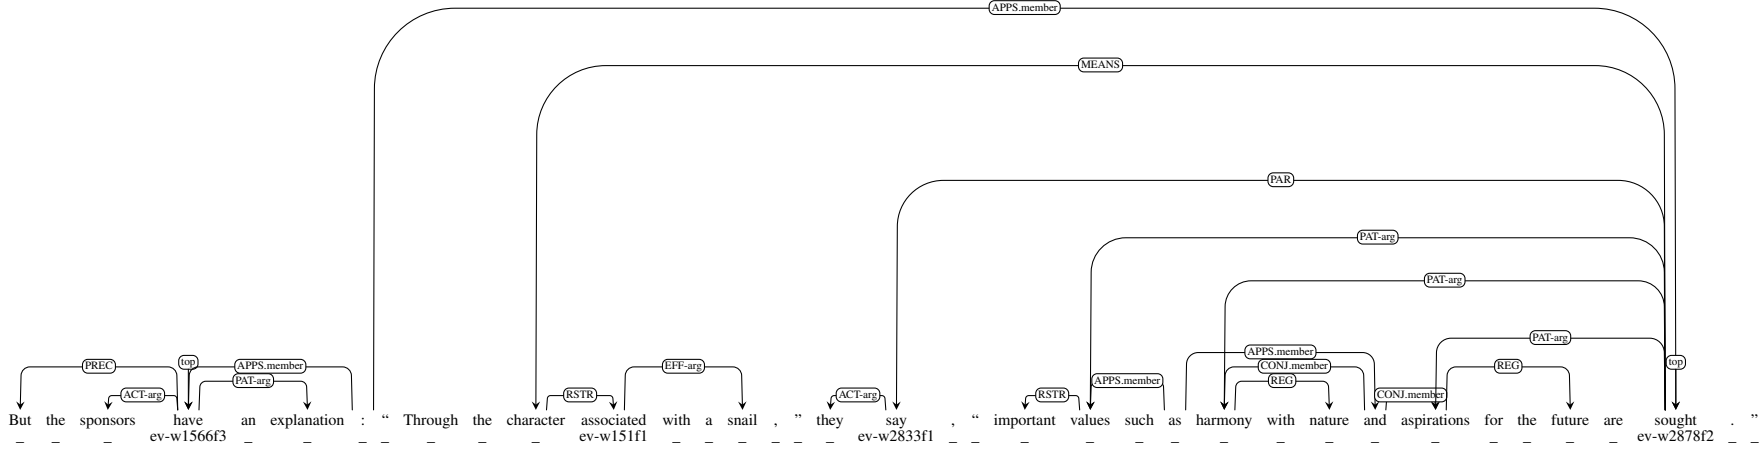 APPS.member
MEANS
PAR
PAT-arg
PAT-arg
PAT-arg
APPS.member
PREC top APPS.member EFF-arg CONJ.member REG top
PAT-arg APPS.member REG
ACT-arg RSTR ACT-arg RSTR CONJ.member
But the sponsors have an explanation : “ Through the character associated with a snail , ” they say , “ important values such as harmony with nature and aspirations for the future are sought . ”
_ _ _ ev-w1566f3 _ _ _ _ _ _ _ ev-w151f1 _ _ _ _ _ _ ev-w2833f1 _ _ _ _ _ _ _ _ _ _ _ _ _ _ _ ev-w2878f2 _ _